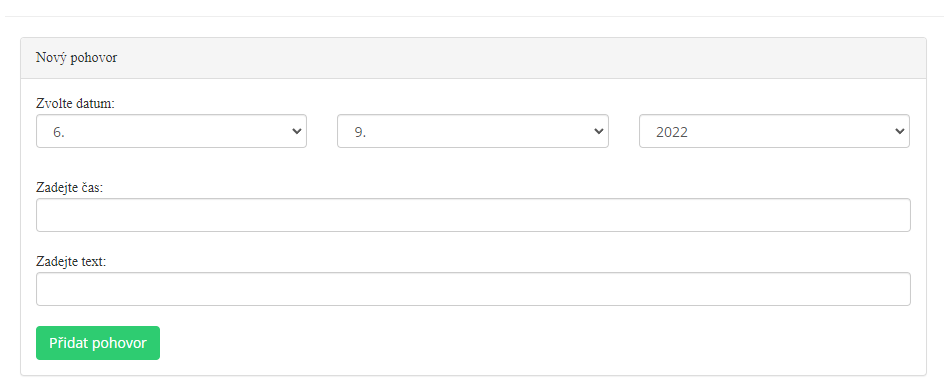 Nový pohovor
Zvolte datum:
6. 9. 2022
Zadejte čas:
Zadejte text:
Přidat pohovor